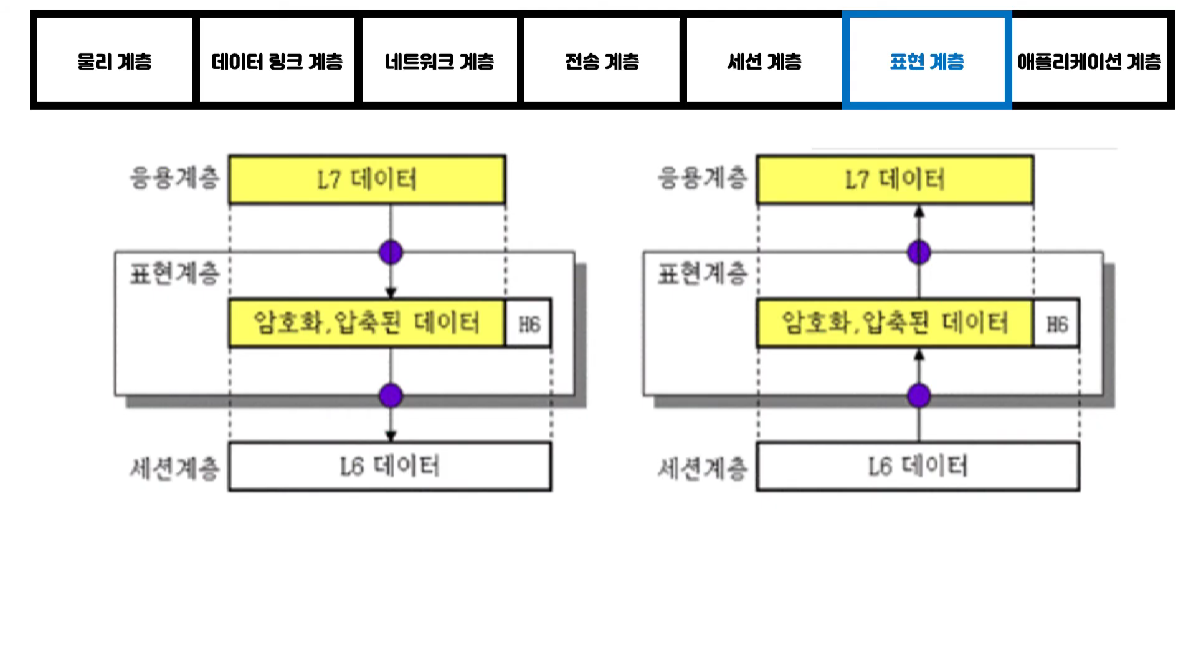 물리 계층 데이터 링크 계층 네트워크 계층 전송 계층 세션 계층 표현 계층 애플리케이션 계층
응용계층 L7 데이터 응용계층 L7 데이터
표현계층 표현계층
암호화,압축된 데이터 H6 암호화,압축된 데이터 H6
세션계층 L6 데이터 세션계층 L6 데이터